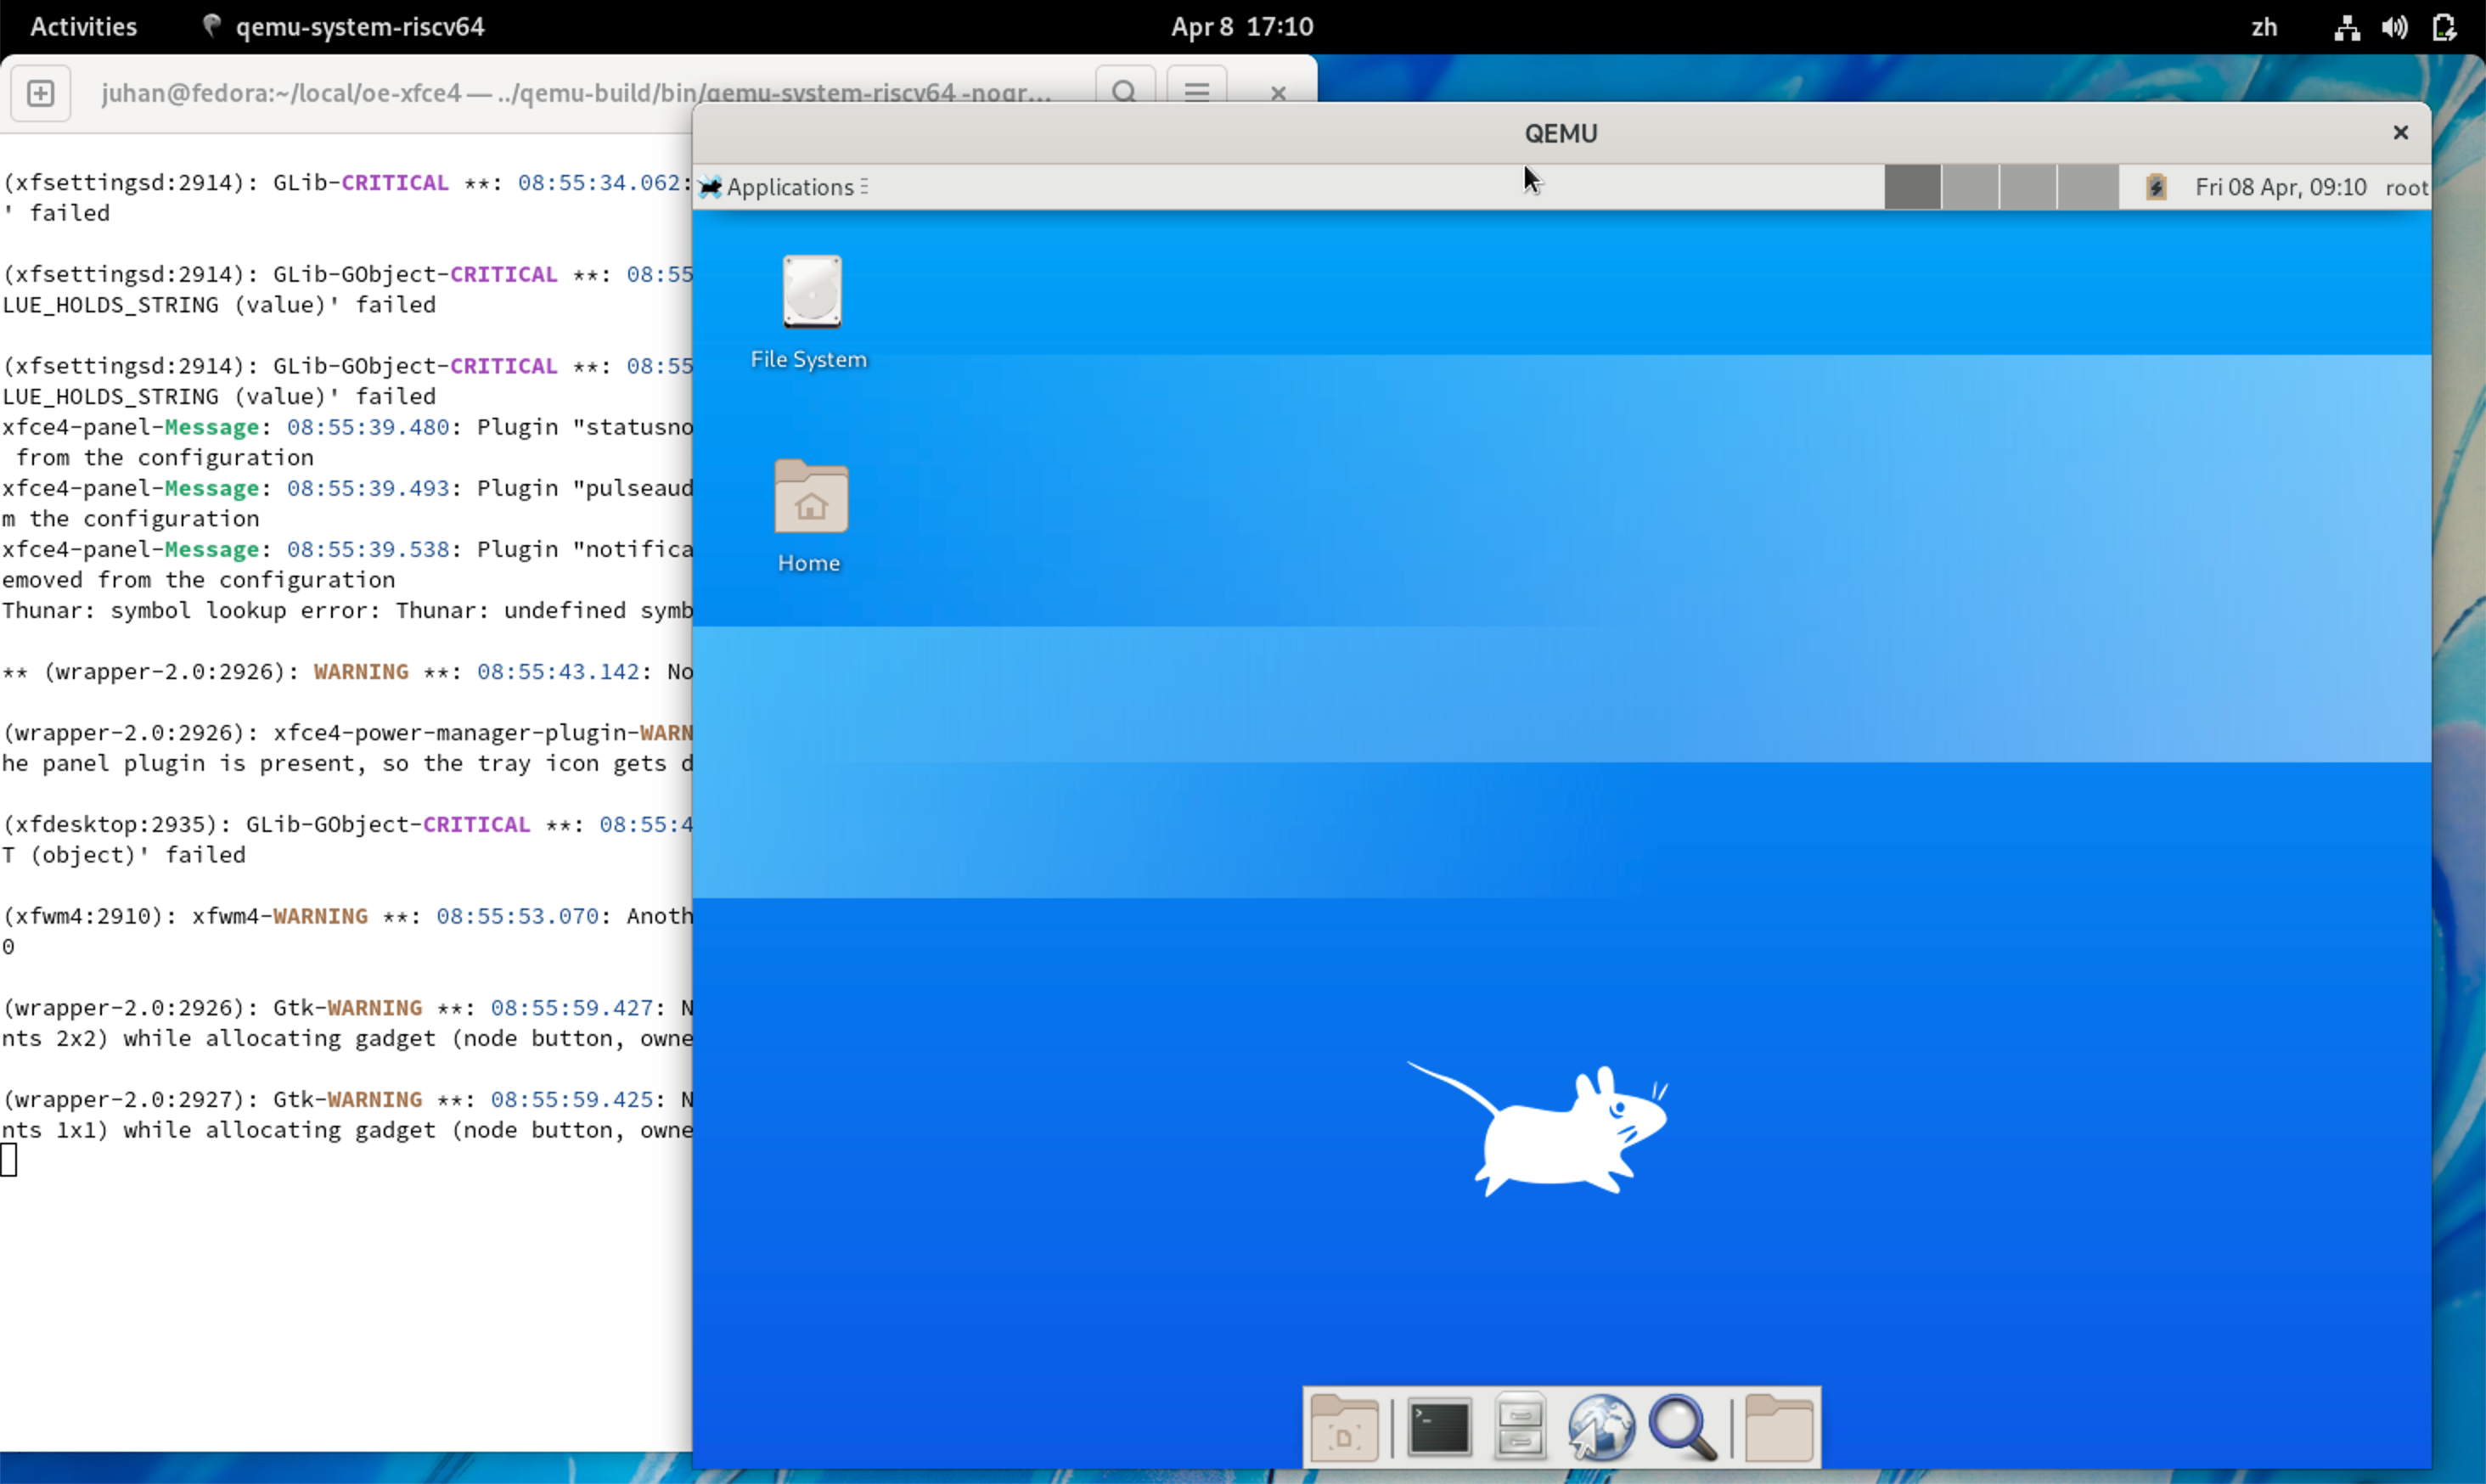 Activities qemu-system-riscv64 Apr 8 17:10 zh
juhan@fedora:~/local/oe-xfce4 — ../qemu-build/bin/qemu-system-riscv64 -nogr...
(xfsettingsd:2914): GLib-CRITICAL **: 08:55:34.062:
' failed
(xfsettingsd:2914): GLib-GObject-CRITICAL **: 08:55
LUE_HOLDS_STRING (value)' failed
(xfsettingsd:2914): GLib-GObject-CRITICAL **: 08:55
LUE_HOLDS_STRING (value)' failed
xfce4-panel-Message: 08:55:39.480: Plugin "statusno
from the configuration
xfce4-panel-Message: 08:55:39.493: Plugin "pulseaud
m the configuration
xfce4-panel-Message: 08:55:39.538: Plugin "notifica
emoved from the configuration
Thunar: symbol lookup error: Thunar: undefined symb
** (wrapper-2.0:2926): WARNING **: 08:55:43.142: No
(wrapper-2.0:2926): xfce4-power-manager-plugin-WARN
he panel plugin is present, so the tray icon gets d
(xfdesktop:2935): GLib-GObject-CRITICAL **: 08:55:4
T (object)' failed
(xfwm4:2910): xfwm4-WARNING **: 08:55:53.070: Anoth
0
(wrapper-2.0:2926): Gtk-WARNING **: 08:55:59.427: N
nts 2x2) while allocating gadget (node button, owne
(wrapper-2.0:2927): Gtk-WARNING **: 08:55:59.425: N
nts 1x1) while allocating gadget (node button, owne
QEMU
Applications Fri 08 Apr, 09:10 root
File System
Home